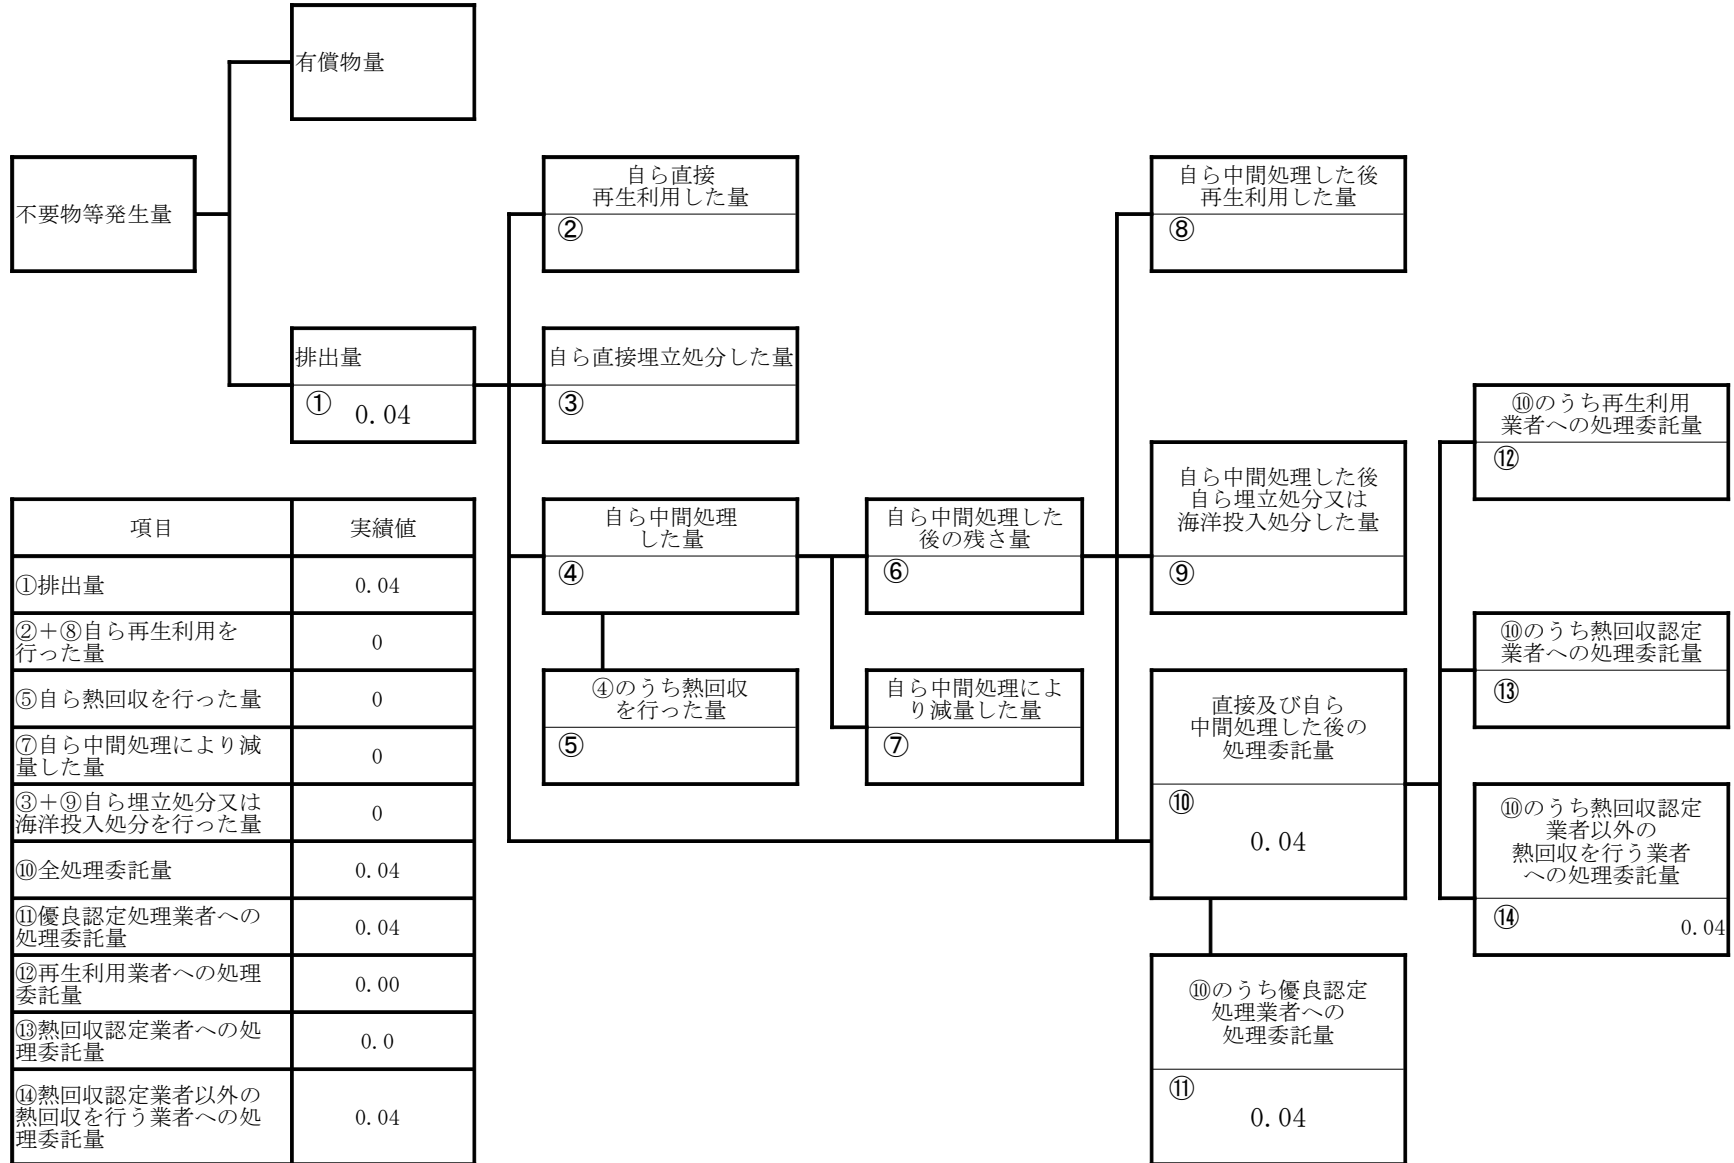 有償物量
不要物等発生量
排出量
① 0.04
自ら直接
再生利用した量
②
自ら直接埋立処分した量
③
自ら中間処理
した量
④
④のうち熱回収
を行った量
⑤
自ら中間処理した
後の残さ量
⑥
自ら中間処理によ
り減量した量
⑦
自ら中間処理した後
再生利用した量
⑧
自ら中間処理した後
自ら埋立処分又は
海洋投入処分した量
⑨
直接及び自ら
中間処理した後の
処理委託量
⑩
0.04
⑩のうち優良認定
処理業者への
処理委託量
⑪
0.04
⑩のうち再生利用
業者への処理委託量
⑫
⑩のうち熱回収認定
業者への処理委託量
⑬
⑩のうち熱回収認定
業者以外の
熱回収を行う業者
への処理委託量
⑭ 0.04
項目 実績値
①排出量 0.04
②+⑧自ら再生利用を
行った量 0
⑤自ら熱回収を行った量 0
⑦自ら中間処理により減
量した量 0
③+⑨自ら埋立処分又は
海洋投入処分を行った量 0
⑩全処理委託量 0.04
⑪優良認定処理業者への
処理委託量 0.04
⑫再生利用業者への処理
委託量 0.00
⑬熱回収認定業者への処
理委託量 0.0
⑭熱回収認定業者以外の
熱回収を行う業者への処
理委託量 0.04